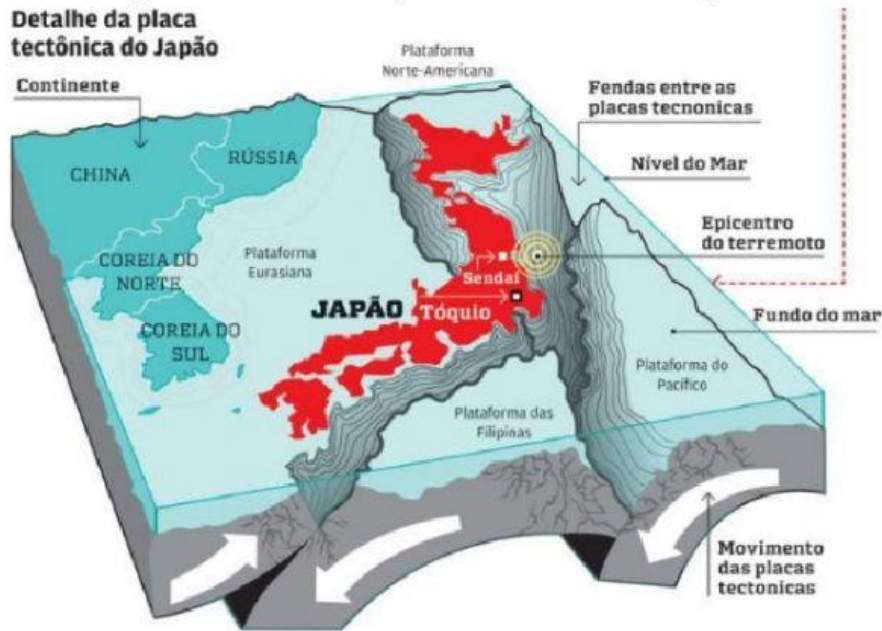 Detalhe da placa
tectônica do Japão
Plataforma
Norte-Americana
Continente
Fendas entre as
placas tecnonicas
CHINA
RÚSSIA
Nível do Mar
Epicentro
do terremoto
COREIA DO
NORTE
Plataforma
Eurasiana
Sendai
JAPÃO
Tóquio
COREIA DO
SUL
Fundo do mar
Plataforma do
Pacífico
Plataforma das
Filipinas
Movimento
das placas
tectonicas